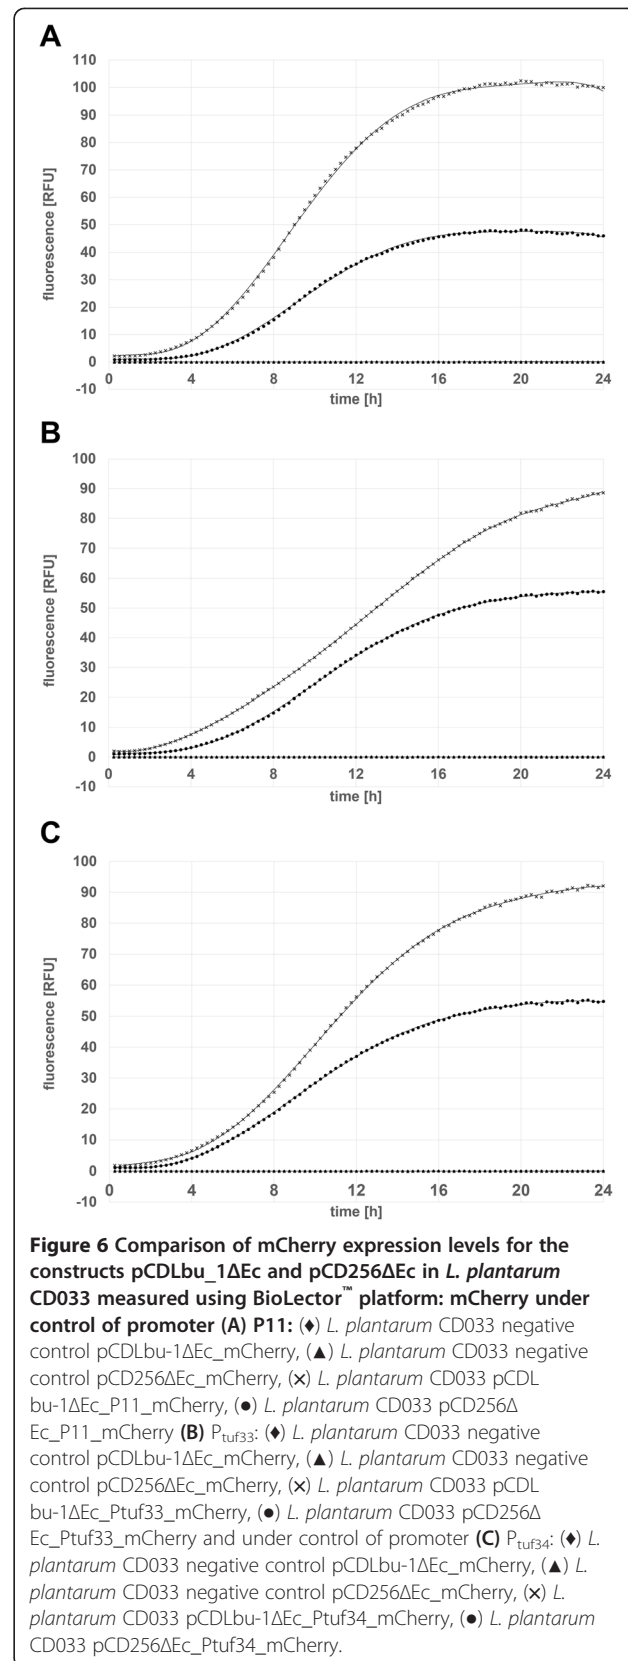 A
110
100
90
80
70
60
50
40
30
20
10
0
-10
fluorescence [RFU]
0 4 8 12 16 20 24
time [h]
B
100
90
80
70
60
50
40
30
20
10
0
-10
fluorescence [RFU]
0 4 8 12 16 20 24
time [h]
C
100
90
80
70
60
50
40
30
20
10
0
-10
fluorescence [RFU]
0 4 8 12 16 20 24
time [h]
Figure 6 Comparison of mCherry expression levels for the
constructs pCDLbu_1ΔEc and pCD256ΔEc in L. plantarum
CD033 measured using BioLector™ platform: mCherry under
control of promoter (A) P11: (♦) L. plantarum CD033 negative
control pCDLbu-1ΔEc_mCherry, (▲) L. plantarum CD033 negative
control pCD256ΔEc_mCherry, (×) L. plantarum CD033 pCDL
bu-1ΔEc_P11_mCherry, (●) L. plantarum CD033 pCD256Δ
Ec_P11_mCherry (B) Ptuf33: (♦) L. plantarum CD033 negative
control pCDLbu-1ΔEc_mCherry, (▲) L. plantarum CD033 negative
control pCD256ΔEc_mCherry, (×) L. plantarum CD033 pCDL
bu-1ΔEc_Ptuf33_mCherry, (●) L. plantarum CD033 pCD256Δ
Ec_Ptuf33_mCherry and under control of promoter (C) Ptuf34: (♦) L.
plantarum CD033 negative control pCDLbu-1ΔEc_mCherry, (▲) L.
plantarum CD033 negative control pCD256ΔEc_mCherry, (×) L.
plantarum CD033 pCDLbu-1ΔEc_Ptuf34_mCherry, (●) L. plantarum
CD033 pCD256ΔEc_Ptuf34_mCherry.